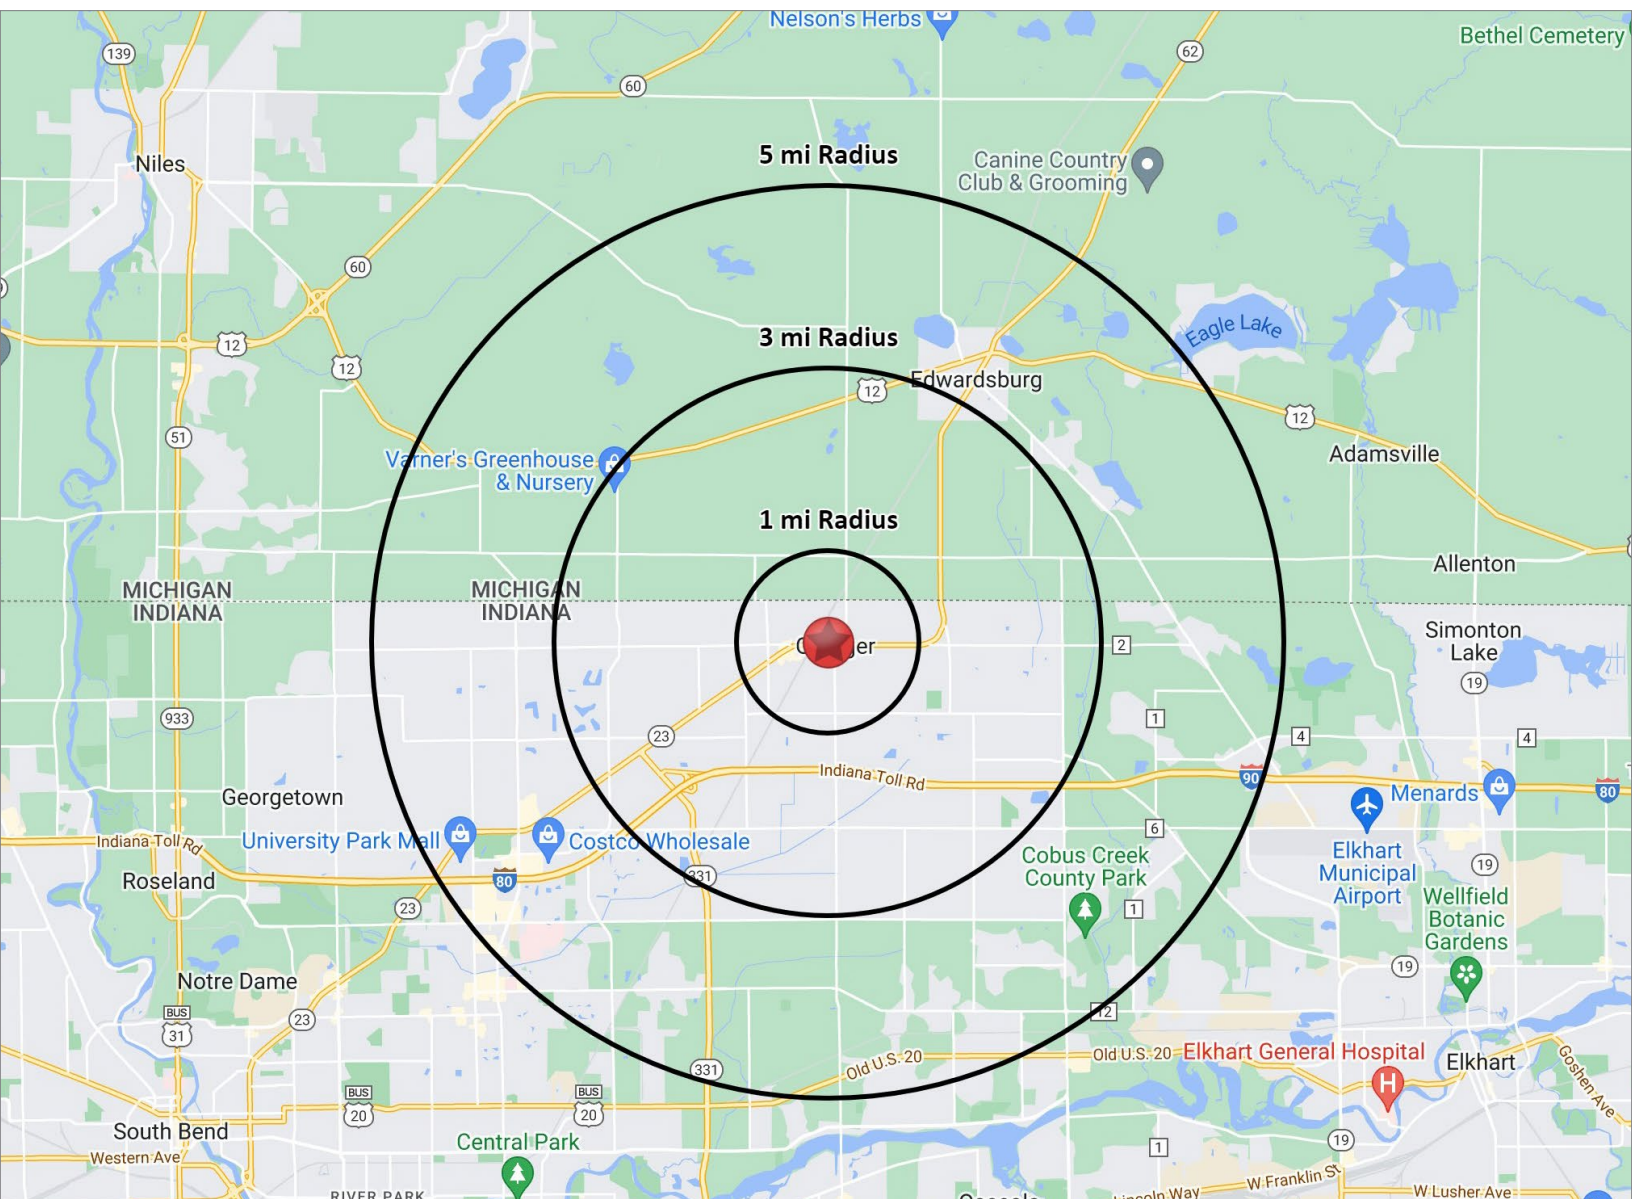 Nelson's Herbs
Bethel Cemetery
139
62
60
5 mi Radius
Niles
Canine Country
Club & Grooming
60
Eagle Lake
3 mi Radius
12
12
Edwardsburg
12
12
51
Adamsville
Varner's Greenhouse
& Nursery
1 mi Radius
Allenton
MICHIGAN
INDIANA
MICHIGAN
INDIANA
Simonton
Lake
2
19
933
1
23
4
4
Indiana Toll Rd
90
Menards
80
Georgetown
6
University Park Mall
Costco Wholesale
Indiana Toll Rd
Elkhart
Municipal
Airport
Cobus Creek
County Park
19
Roseland
80
331
Wellfield
Botanic
Gardens
23
1
19
Notre Dame
BUS
31
23
12
Old U.S. 20
Old U.S. 20
Elkhart General Hospital
H
Elkhart
331
Goshen Ave
BUS
20
BUS
20
South Bend
Central Park
19
1
Western Ave
W Franklin St
RIVER PARK
W Lusher Ave